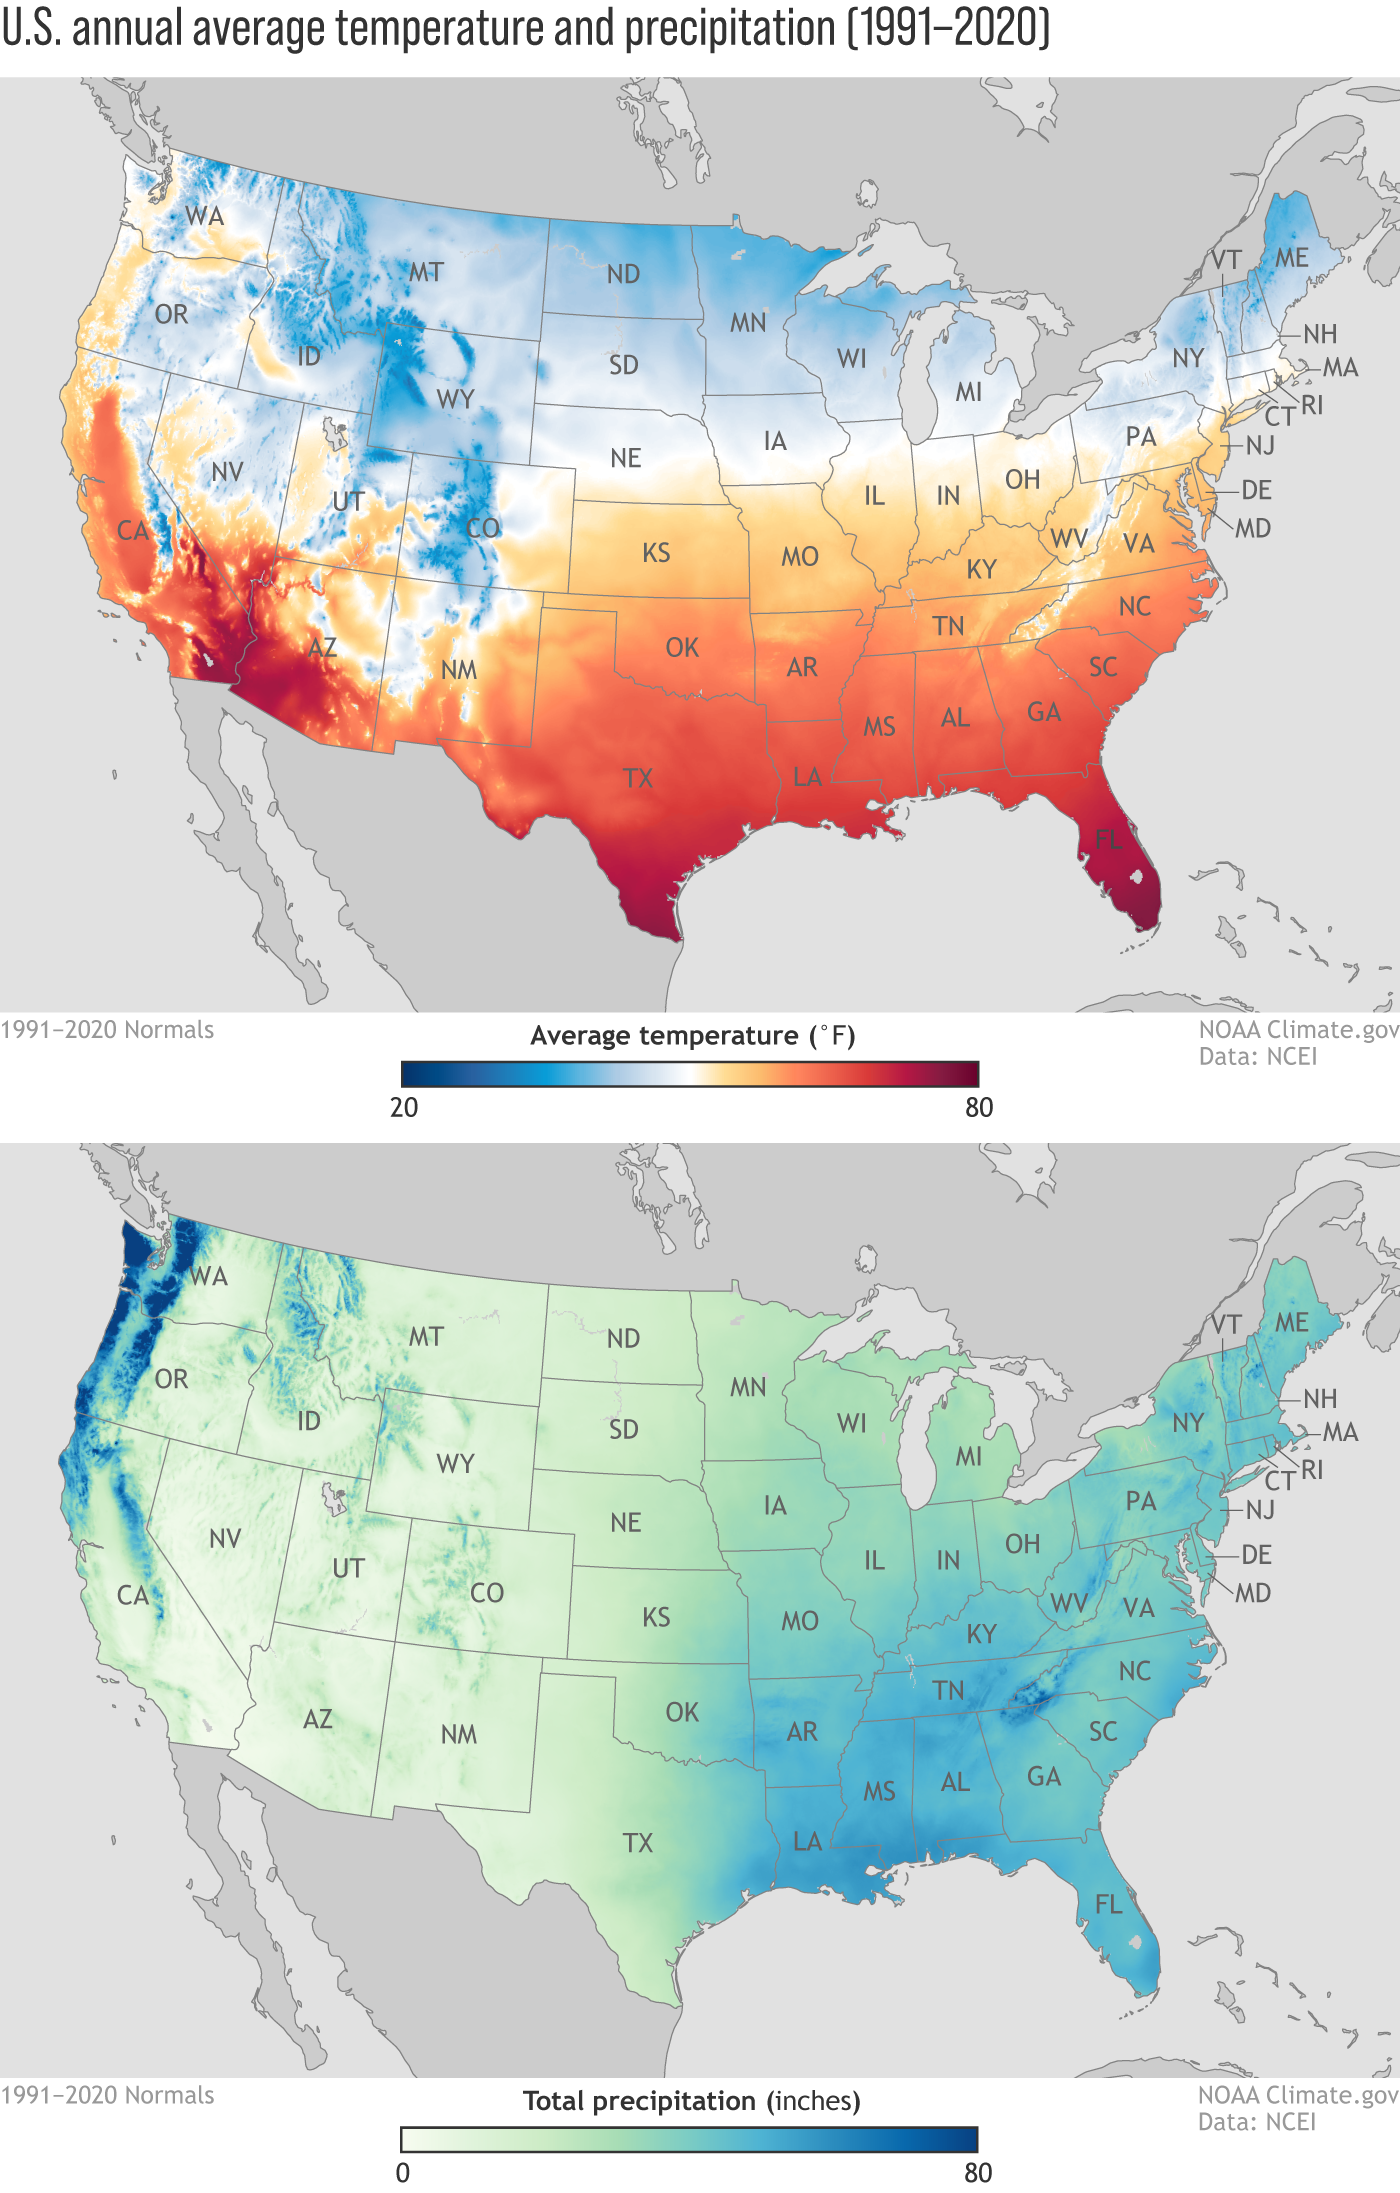 U.S. annual average temperature and precipitation (1991–2020)
WA
MT
ND
VT
ME
OR
MN
ID
SD
WI
NH
NY
MA
WY
MI
RI
CT
IA
PA
NJ
NV
NE
OH
UT
IL
IN
DE
CA
CO
MD
KS
MO
WV
VA
KY
NC
TN
AZ
OK
NM
AR
SC
MS
AL
GA
TX
LA
FL
1991–2020 Normals
Average temperature (°F)
NOAA Climate.gov
Data: NCEI
20
80
WA
MT
ND
VT
ME
OR
MN
ID
SD
WI
NH
NY
MA
WY
MI
RI
CT
IA
PA
NJ
NV
NE
OH
UT
IL
IN
DE
CA
CO
MD
KS
MO
WV
VA
KY
NC
TN
AZ
OK
NM
AR
SC
MS
AL
GA
TX
LA
FL
1991–2020 Normals
Total precipitation (inches)
NOAA Climate.gov
Data: NCEI
0
80